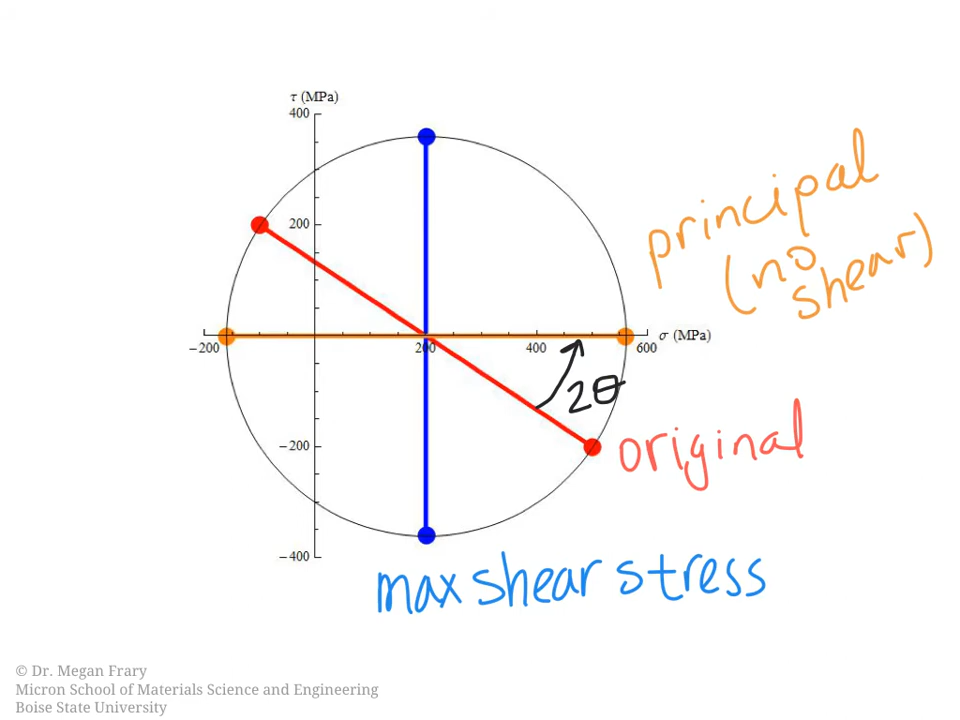 τ (MPa)
400
200
-200
200
400
600
σ (MPa)
-200
-400
principal
(no
shear)
2θ
original
max shear stress
© Dr. Megan Frary
Micron School of Materials Science and Engineering
Boise State University